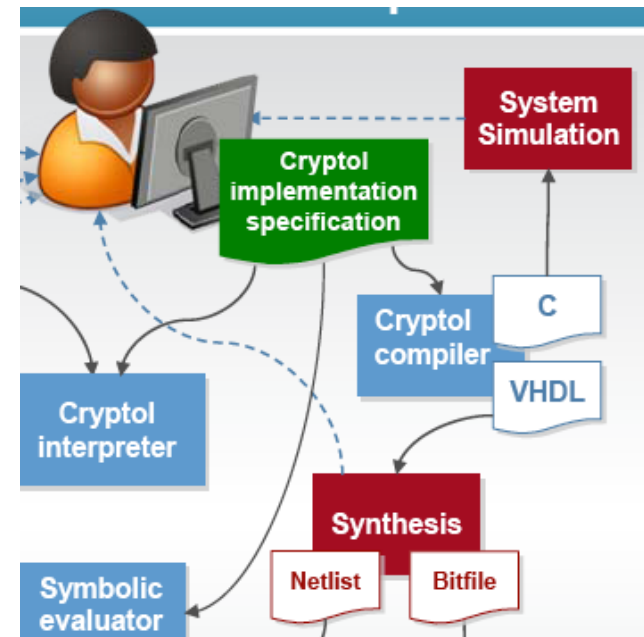 System
Simulation
Cryptol
implementation
specification
C
Cryptol
compiler
VHDL
Cryptol
interpreter
Synthesis
Netlist
Bitfile
Symbolic
evaluator